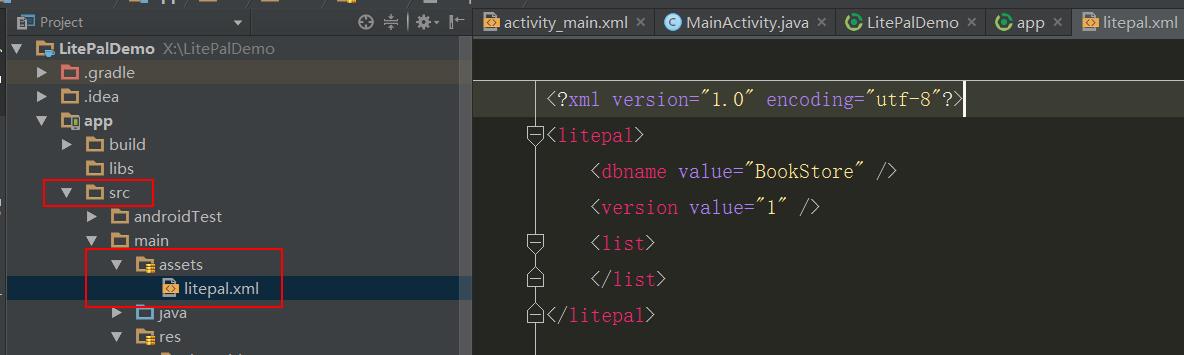 Project
LitePalDemo X:\LitePalDemo
.gradle
.idea
app
build
libs
src
androidTest
main
assets
litepal.xml
java
res
activity_main.xml MainActivity.java LitePalDemo app litepal.xml
<?xml version="1.0" encoding="utf-8"?>
<litepal>
    <dbname value="BookStore" />
    <version value="1" />
    <list>
    </list>
</litepal>